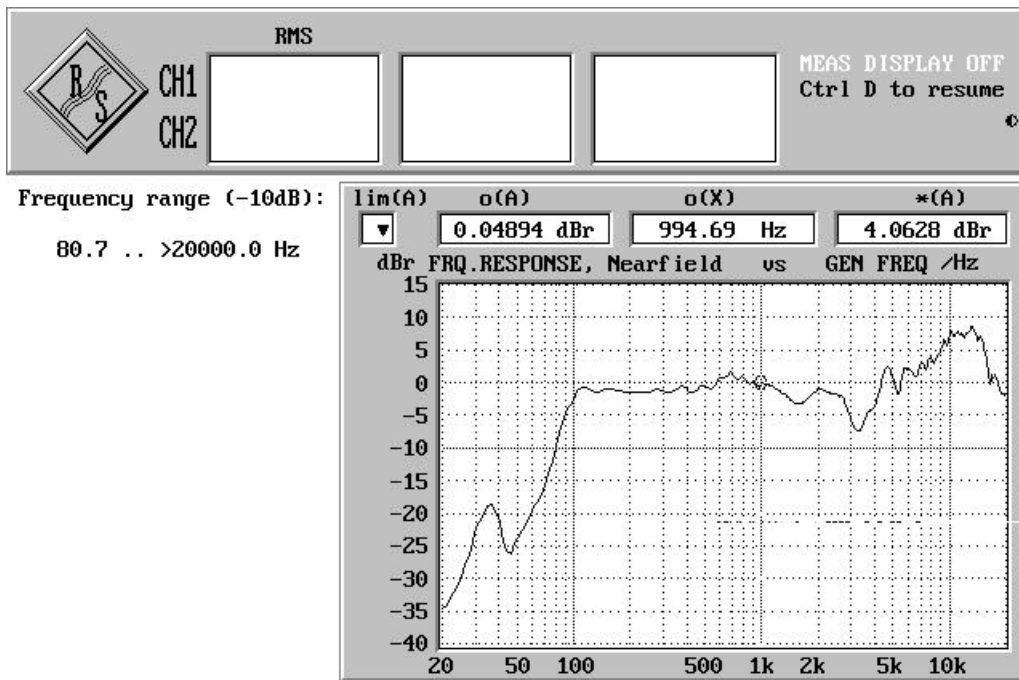 RMS
R
S
CH1
CH2
MEAS DISPLAY OFF
Ctrl D to resume
Frequency range (-10dB):
80.7 .. >20000.0 Hz
lim(A) o(A) o(X) *(A)
▼ 0.04894 dBr 994.69 Hz 4.0628 dBr
dBr FRQ.RESPONSE, Nearfield vs GEN FREQ /Hz
15
10
5
0
-5
-10
-15
-20
-25
-30
-35
-40
20 50 100 500 1k 2k 5k 10k